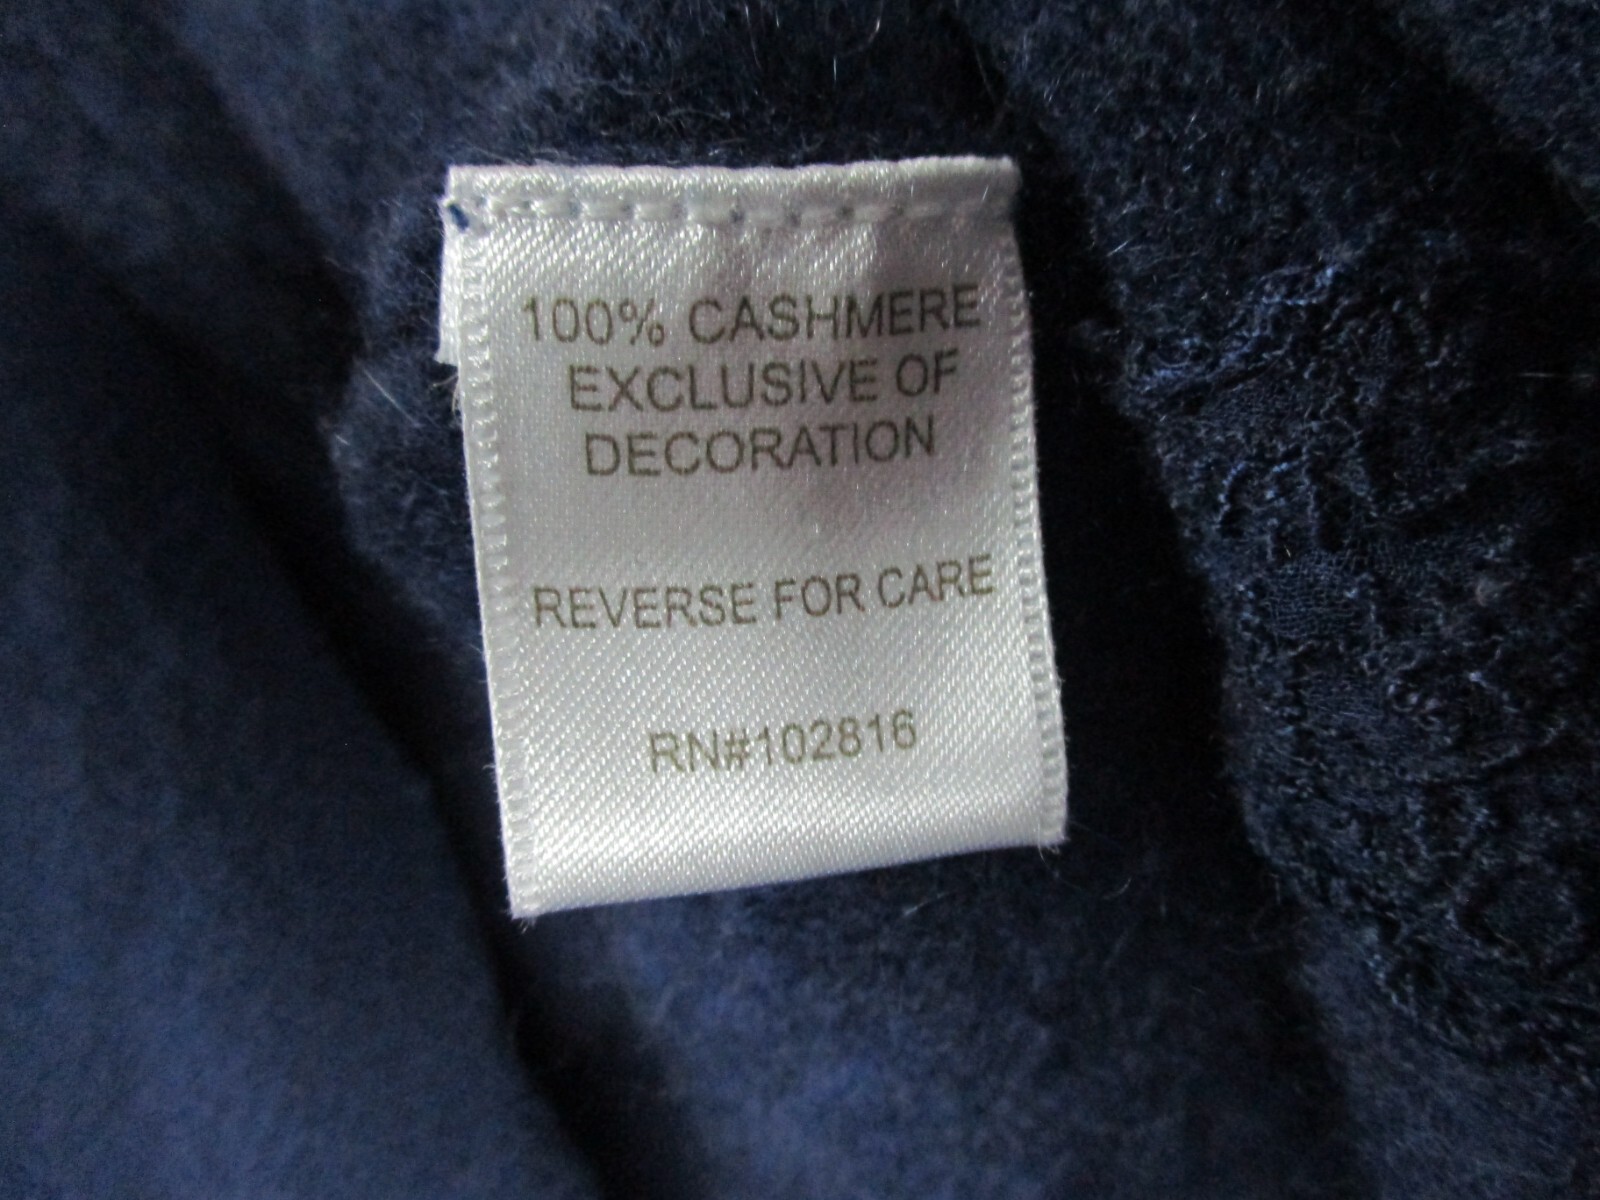 100% CASHMERE
EXCLUSIVE OF
DECORATION
REVERSE FOR CARE
RN#102816